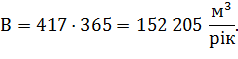 В = 417 · 365 = 152 205 м³/рік.